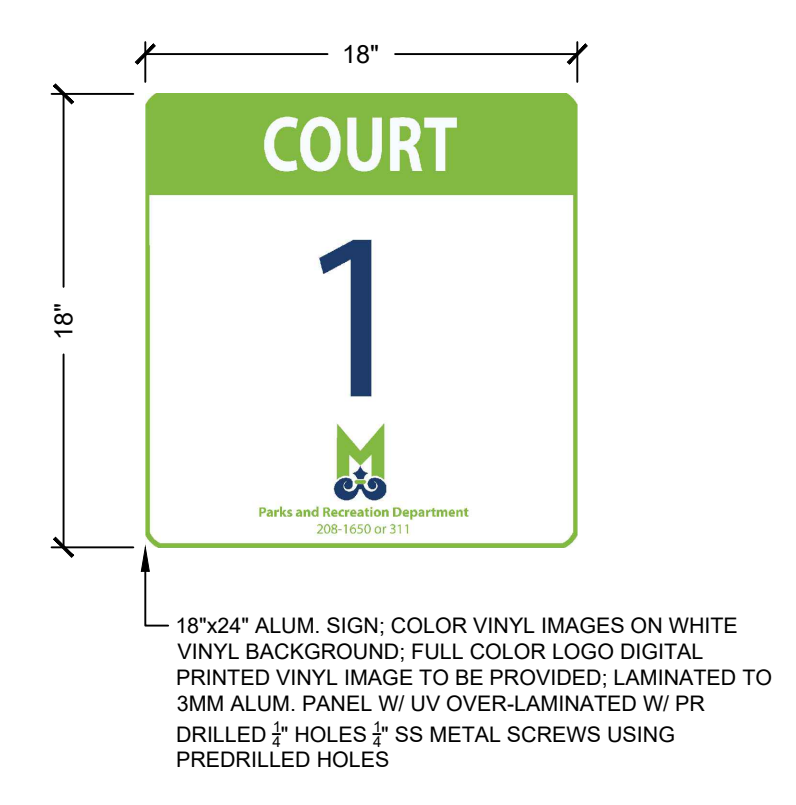 18"
COURT
18"
1
M
Parks and Recreation Department
208-1650 or 311
18"x24" ALUM. SIGN; COLOR VINYL IMAGES ON WHITE
VINYL BACKGROUND; FULL COLOR LOGO DIGITAL
PRINTED VINYL IMAGE TO BE PROVIDED; LAMINATED TO
3MM ALUM. PANEL W/ UV OVER-LAMINATED W/ PR
DRILLED 1/4" HOLES 1/4" SS METAL SCREWS USING
PREDRILLED HOLES